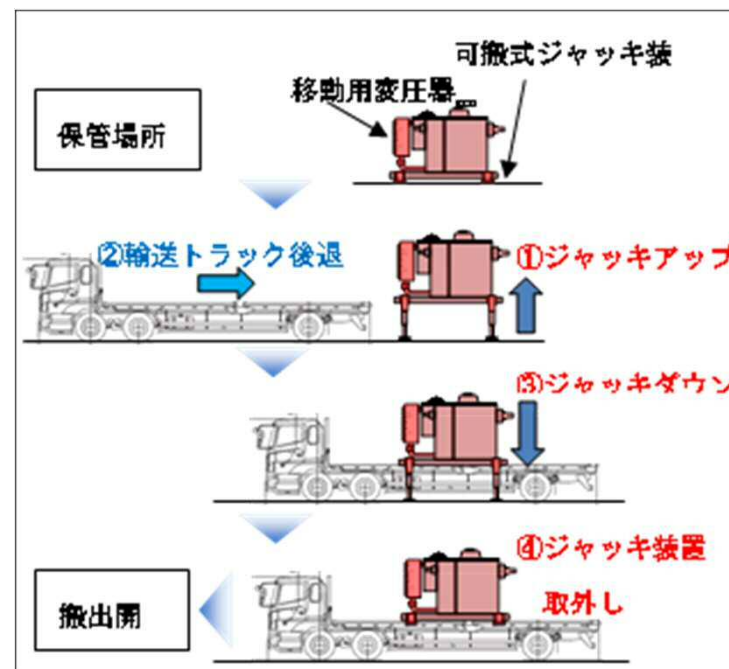 可搬式ジャッキ装
移動用変圧器
保管場所
②輸送トラック後退
①ジャッキアップ
③ジャッキダウン
④ジャッキ装置
取外し
搬出開